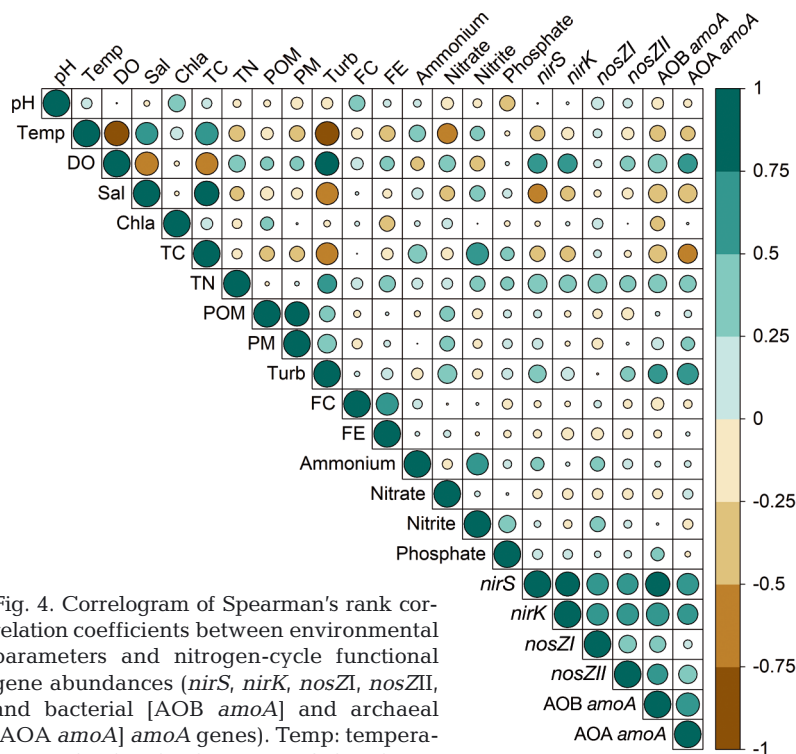 pH Temp DO Sal Chla TC TN POM PM Turb FC FE Ammonium Nitrate Nitrite Phosphate nirS nirK nosZI nosZII AOB amoA AOA amoA
pH
Temp
DO
Sal
Chla
TC
TN
POM
PM
Turb
FC
FE
Ammonium
Nitrate
Nitrite
Phosphate
nirS
nirK
nosZI
nosZII
AOB amoA
AOA amoA
1
0.75
0.5
0.25
0
-0.25
-0.5
-0.75
-1
Fig. 4. Correlogram of Spearman's rank cor-
relation coefficients between environmental
parameters and nitrogen-cycle functional
gene abundances (nirS, nirK, nosZI, nosZII,
and bacterial [AOB amoA] and archaeal
[AOA amoA] amoA genes). Temp: tempera-